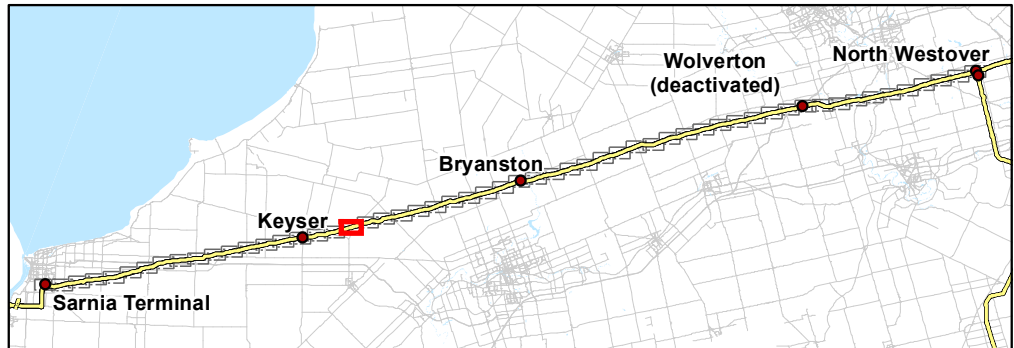 Wolverton
(deactivated)
North Westover
Bryanston
Keyser
Sarnia Terminal